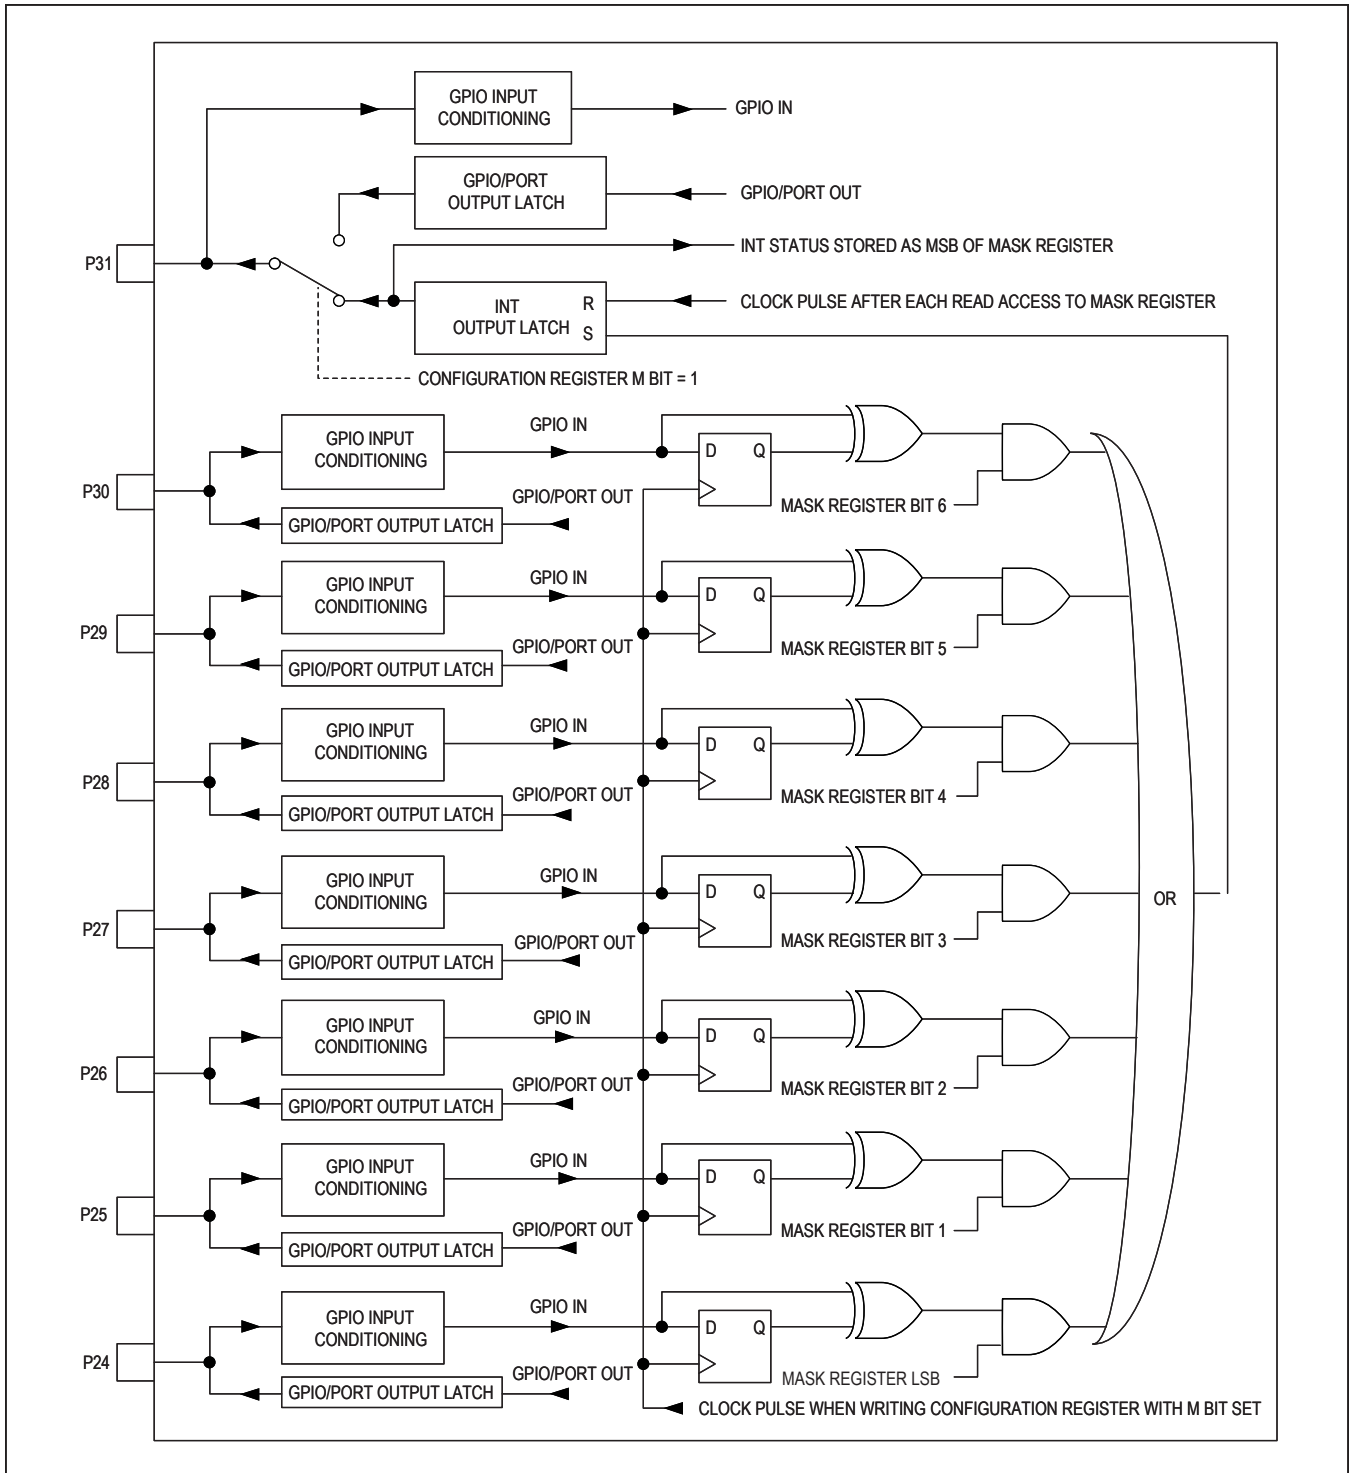 GPIO INPUT
CONDITIONING
GPIO IN
GPIO/PORT
OUTPUT LATCH
GPIO/PORT OUT
INT STATUS STORED AS MSB OF MASK REGISTER
P31
INT
OUTPUT LATCH
R
S
CLOCK PULSE AFTER EACH READ ACCESS TO MASK REGISTER
CONFIGURATION REGISTER M BIT = 1
P30
GPIO INPUT
CONDITIONING
GPIO IN
GPIO/PORT OUT
GPIO/PORT OUTPUT LATCH
D Q
MASK REGISTER BIT 6
P29
GPIO INPUT
CONDITIONING
GPIO IN
GPIO/PORT OUT
GPIO/PORT OUTPUT LATCH
D Q
MASK REGISTER BIT 5
P28
GPIO INPUT
CONDITIONING
GPIO IN
GPIO/PORT OUT
GPIO/PORT OUTPUT LATCH
D Q
MASK REGISTER BIT 4
P27
GPIO INPUT
CONDITIONING
GPIO IN
GPIO/PORT OUT
GPIO/PORT OUTPUT LATCH
D Q
MASK REGISTER BIT 3
OR
P26
GPIO INPUT
CONDITIONING
GPIO IN
GPIO/PORT OUT
GPIO/PORT OUTPUT LATCH
D Q
MASK REGISTER BIT 2
P25
GPIO INPUT
CONDITIONING
GPIO IN
GPIO/PORT OUT
GPIO/PORT OUTPUT LATCH
D Q
MASK REGISTER BIT 1
P24
GPIO INPUT
CONDITIONING
GPIO IN
GPIO/PORT OUT
GPIO/PORT OUTPUT LATCH
D Q
MASK REGISTER LSB
CLOCK PULSE WHEN WRITING CONFIGURATION REGISTER WITH M BIT SET